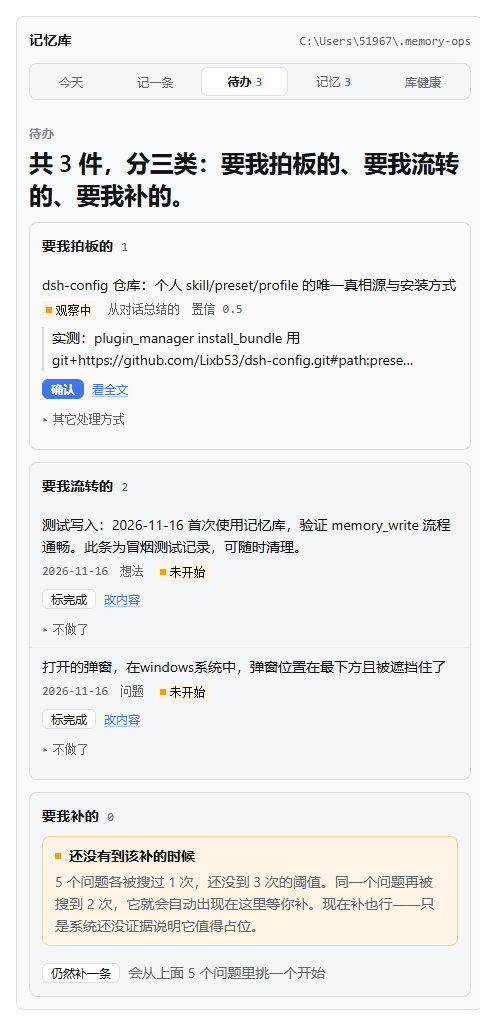 记忆库 C:\Users\51967\.memory-ops
今天 记一条 待办 3 记忆 3 库健康
待办
共 3 件，分三类：要我拍板的、要我流转
的、要我补的。
要我拍板的 1
dsh-config 仓库：个人 skill/preset/profile 的唯一真相源与安装方式
观察中 从对话总结的 置信 0.5
实测：plugin_manager install_bundle 用
git+https://github.com/Lixb53/dsh-config.git#path:prese...
确认 看全文
▸ 其它处理方式
要我流转的 2
测试写入：2026-11-16 首次使用记忆库，验证 memory_write 流程
通畅。此条为冒烟测试记录，可随时清理。
2026-11-16 想法 未开始
标完成 改内容
▸ 不做了
打开的弹窗，在windows系统中，弹窗位置在最下方且被遮挡住了
2026-11-16 问题 未开始
标完成 改内容
▸ 不做了
要我补的 0
还没有到该补的时候
5 个问题各被搜过 1 次，还没到 3 次的阈值。同一个问题再被
搜到 2 次，它就会自动出现在这里等你补。现在补也行——只
是系统还没证据说明它值得占位。
仍然补一条 会从上面 5 个问题里挑一个开始